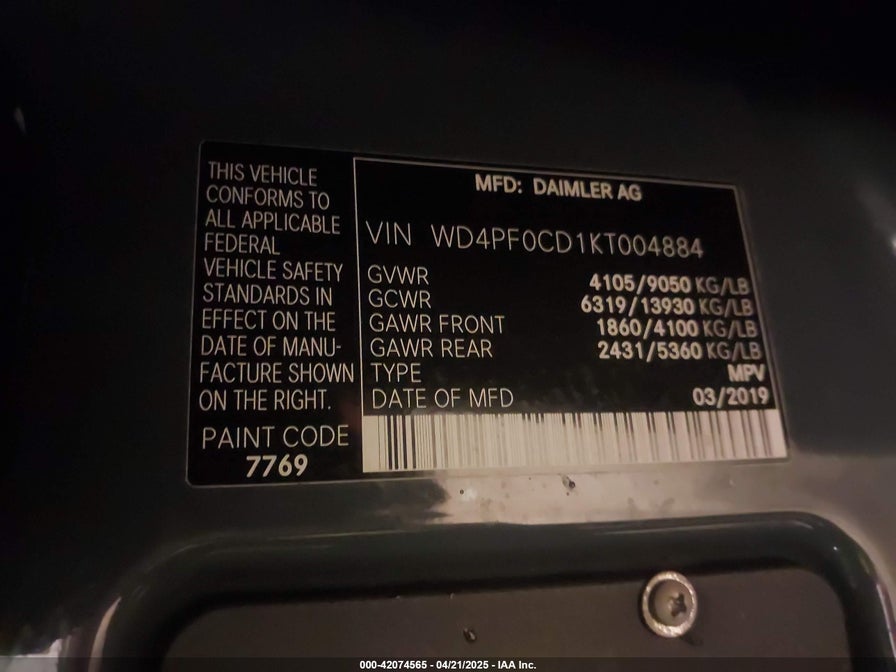 THIS VEHICLE
CONFORMS TO
ALL APPLICABLE
FEDERAL
VEHICLE SAFETY
STANDARDS IN
EFFECT ON THE
DATE OF MANU-
FACTURE SHOWN
ON THE RIGHT.
PAINT CODE
7769
MFD: DAIMLER AG
VIN WD4PF0CD1KT004884
GVWR 4105/9050 KG/LB
GCWR 6319/13930 KG/LB
GAWR FRONT 1860/4100 KG/LB
GAWR REAR 2431/5360 KG/LB
TYPE MPV
DATE OF MFD 03/2019
000-42074565 - 04/21/2025 - IAA Inc.